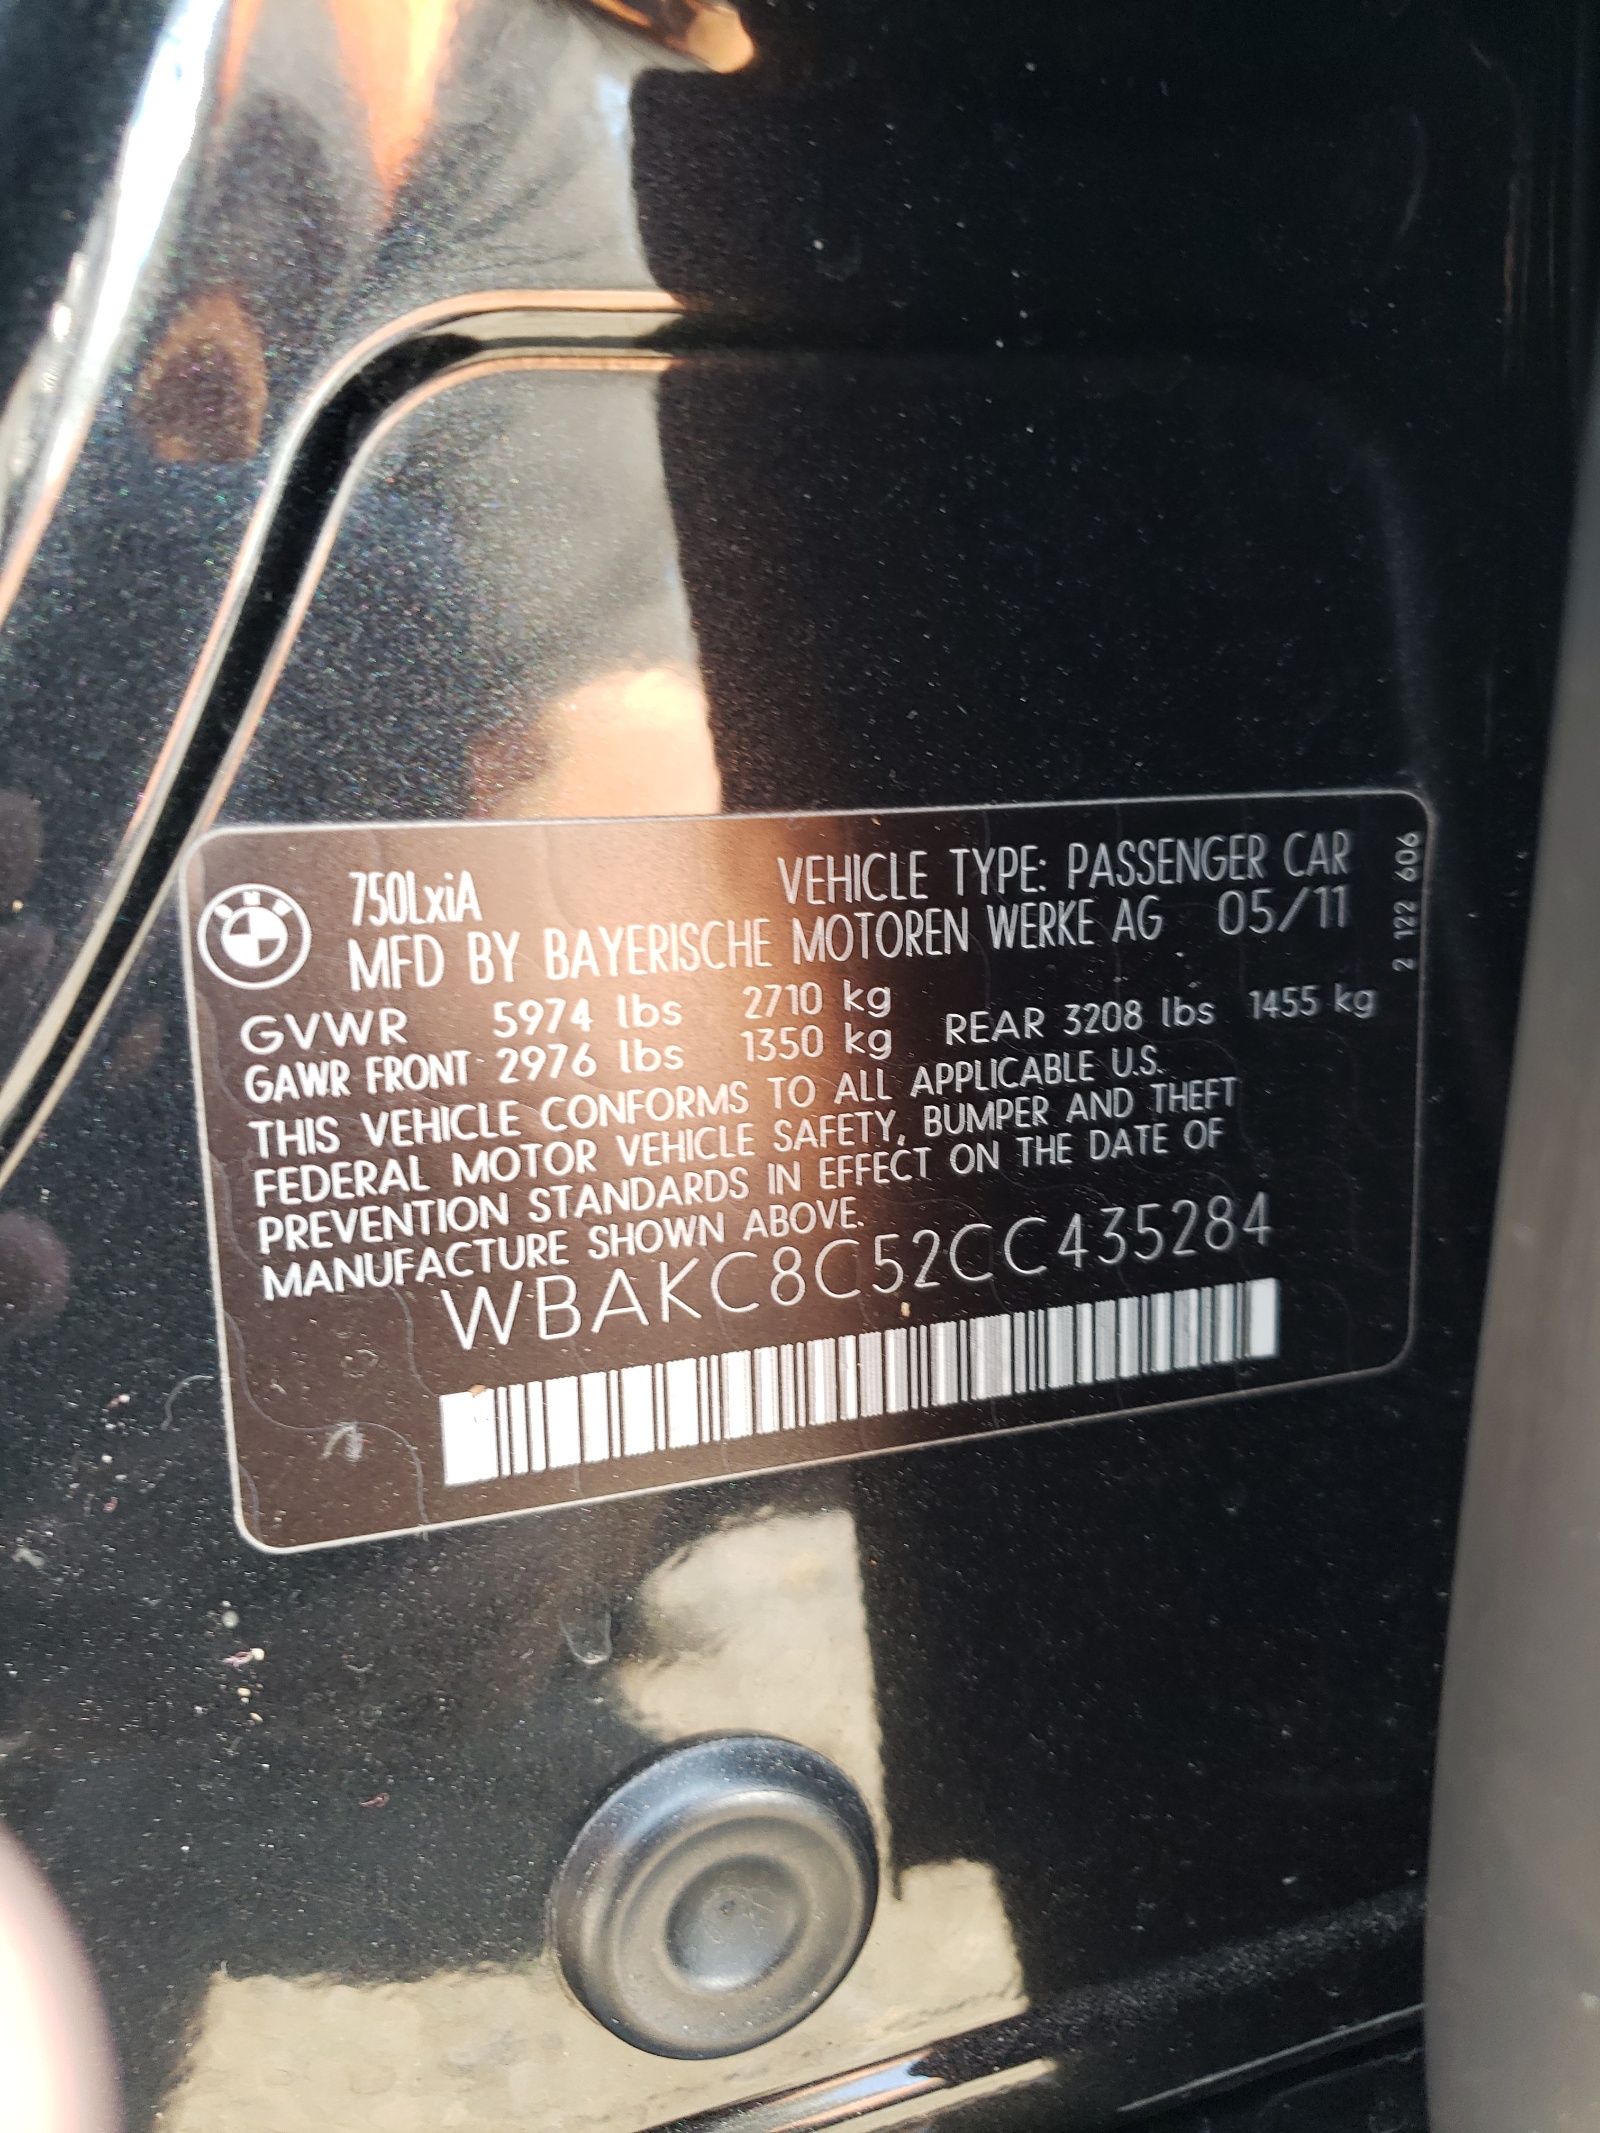 750LxiA VEHICLE TYPE: PASSENGER CAR
MFD BY BAYERISCHE MOTOREN WERKE AG 05/11
GVWR 5974 lbs 2710 kg
GAWR FRONT 2976 lbs 1350 kg REAR 3208 lbs 1455 kg
THIS VEHICLE CONFORMS TO ALL APPLICABLE U.S.
FEDERAL MOTOR VEHICLE SAFETY, BUMPER AND THEFT
PREVENTION STANDARDS IN EFFECT ON THE DATE OF
MANUFACTURE SHOWN ABOVE.
WBAKC8C52CC435284
2 122 606